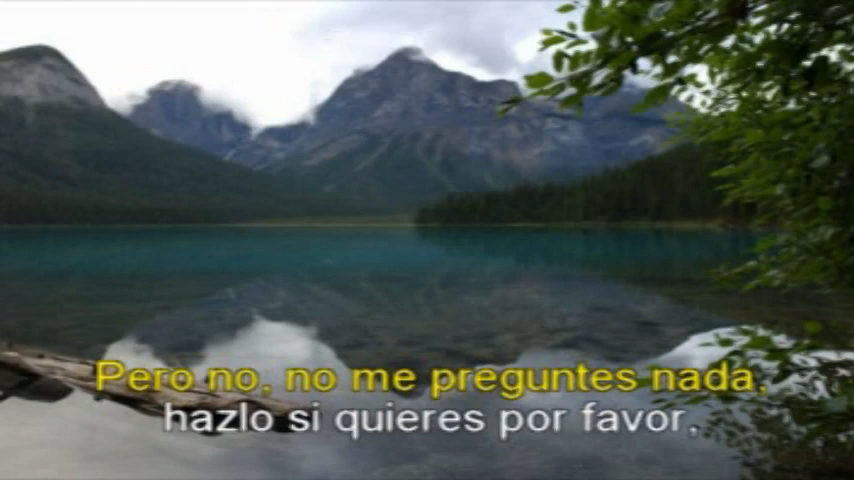 Pero no, no me preguntes nada,
hazlo si quieres por favor,